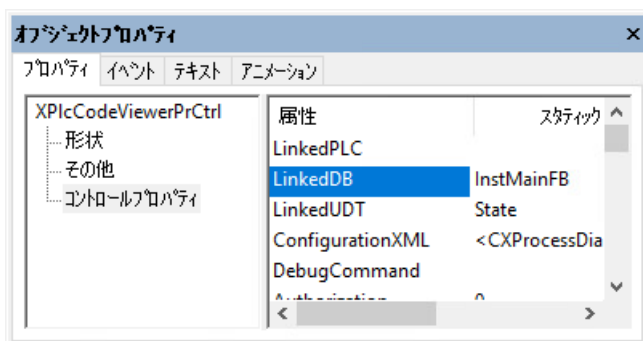 オブジェクトプロパティ
プロパティ イベント テキスト アニメーション
XPlcCodeViewerPrCtrl
形状
その他
コントロールプロパティ
属性 スタティック
LinkedPLC
LinkedDB InstMainFB
LinkedUDT State
ConfigurationXML <CXProcessDia
DebugCommand
Authorization 0